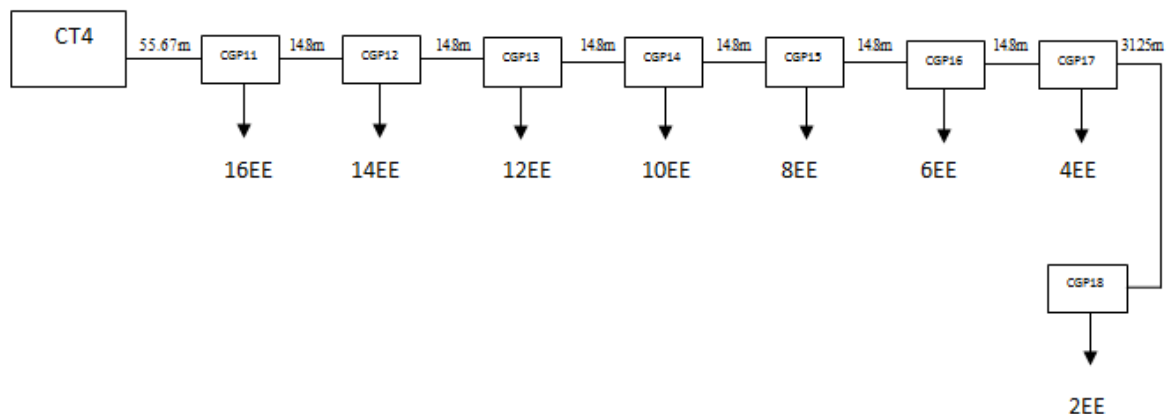 CT4
55.67m
CGP11
148m
CGP12
148m
CGP13
148m
CGP14
148m
CGP15
148m
CGP16
148m
CGP17
3125m
16EE
14EE
12EE
10EE
8EE
6EE
4EE
CGP18
2EE